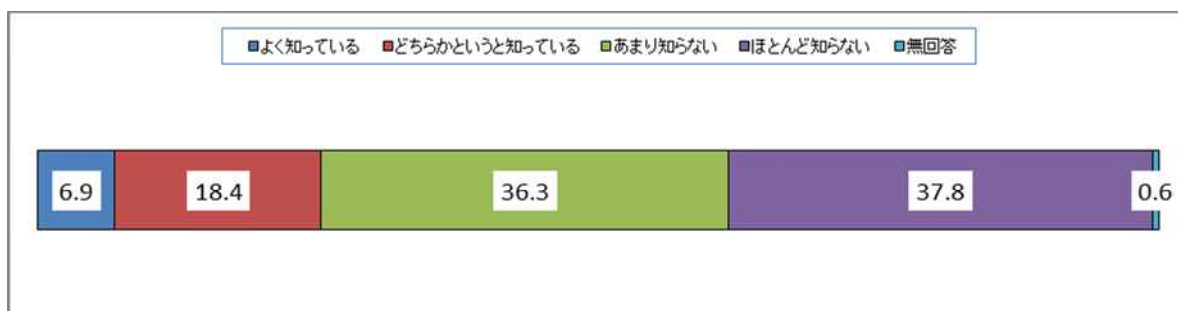 よく知っている どちらかというと知っている あまり知らない ほとんど知らない 無回答
6.9 18.4 36.3 37.8 0.6